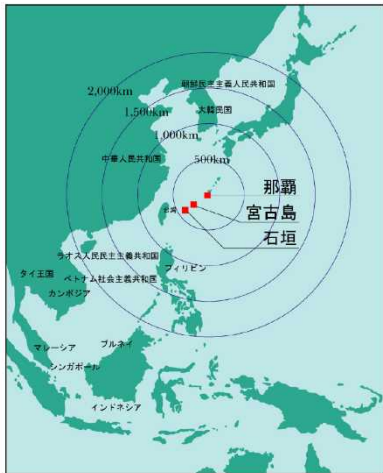 2,000km
朝鮮民主主義人民共和国
1,500km
大韓民国
1,000km
中華人民共和国
500km
那覇
宮古島
台湾
石垣
ラオス人民民主主義共和国
フィリピン
タイ王国
ベトナム社会主義共和国
カンボジア
マレーシア
ブルネイ
シンガポール
インドネシア